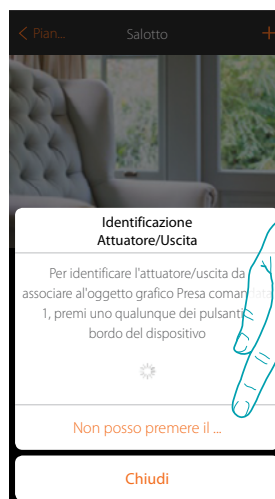 Pian... Salotto +
Identificazione
Attuatore/Uscita
Per identificare l'attuatore/uscita da
associare al'oggetto grafico Presa comandata
1, premi uno qualunque dei pulsanti
bordo del dispositivo
Non posso premere il ...
Chiudi